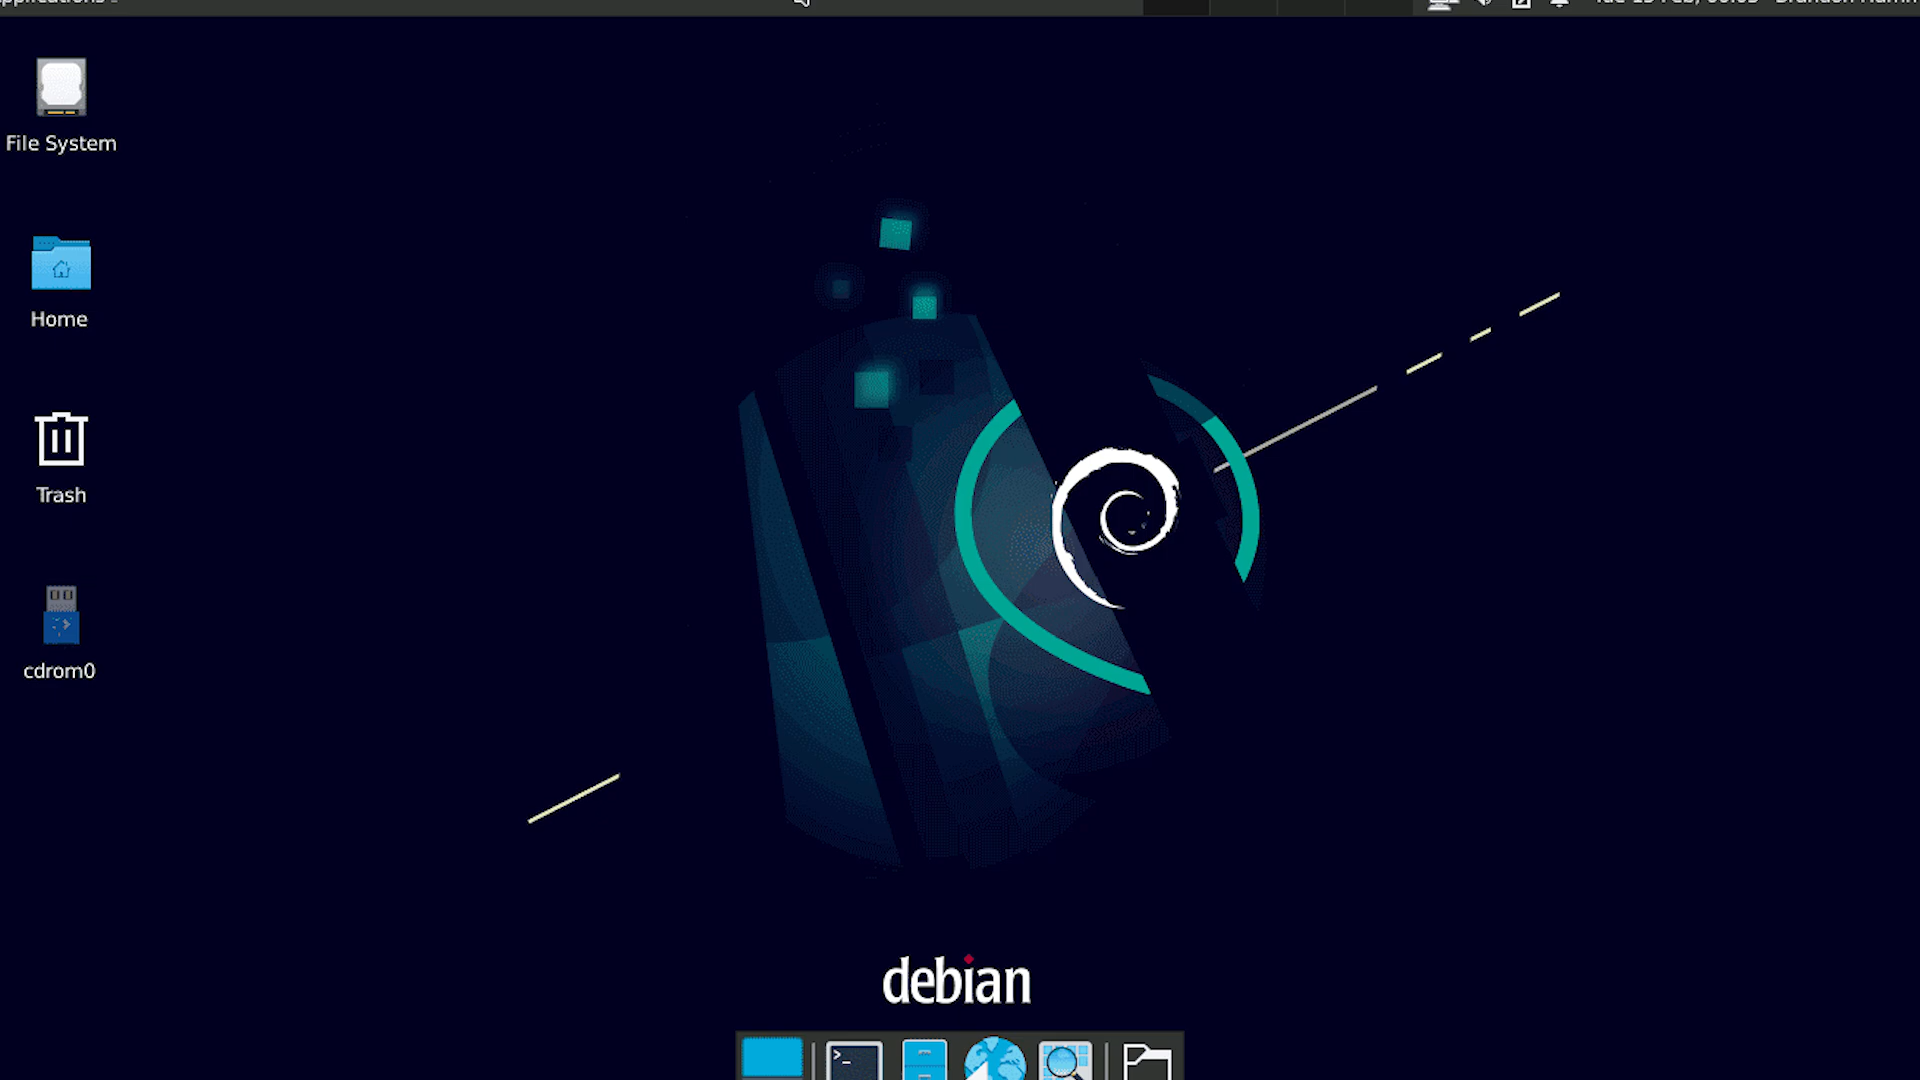 File System
Home
Trash
cdrom0
debian
>_